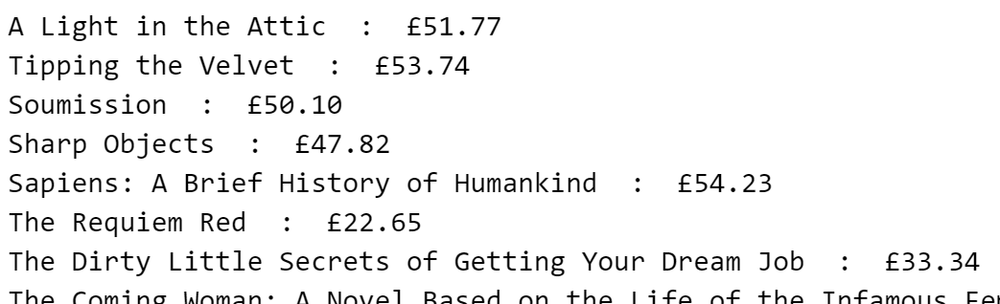 A Light in the Attic  :  £51.77
Tipping the Velvet  :  £53.74
Soumission  :  £50.10
Sharp Objects  :  £47.82
Sapiens: A Brief History of Humankind  :  £54.23
The Requiem Red  :  £22.65
The Dirty Little Secrets of Getting Your Dream Job  :  £33.34
The Coming Woman: A Novel Based on the Life of the Infamous